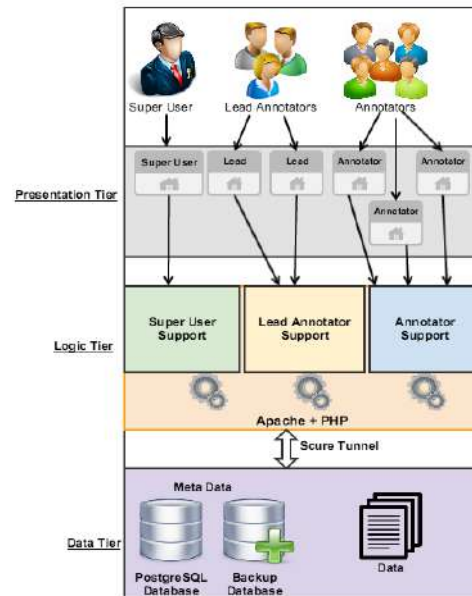 Super User
Lead Annotators
Annotators
Super User
Lead
Lead
Annotator
Annotator
Presentation Tier
Annotator
Super User
Support
Lead Annotator
Support
Annotator
Support
Logic Tier
Apache + PHP
Scure Tunnel
Meta Data
Data Tier
PostgreSQL
Database
Backup
Database
Data